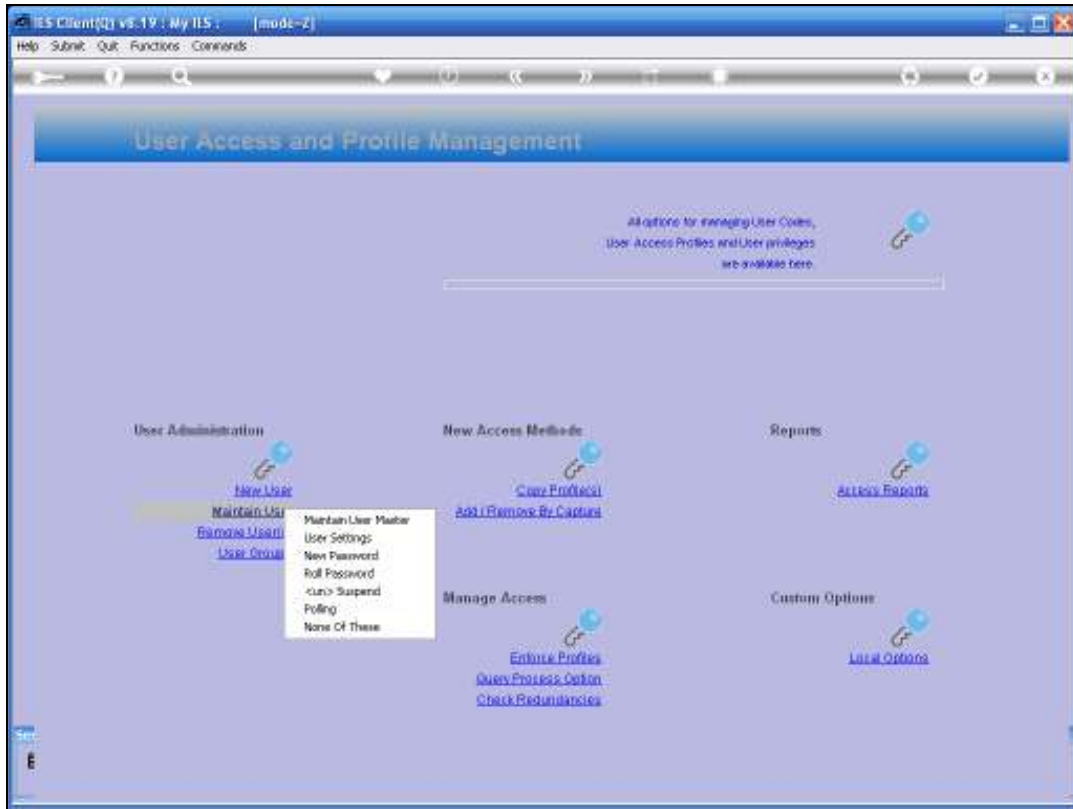 IES Client(Q) v8.19 : My IES : [mode=Z]
Help Submit Quit Functions Commands
User Access and Profile Management
All options for managing User Codes,
User Access Profiles and User privileges
are available here.
User Administration
New User
Maintain
Remove
User
Maintain User Master
User Settings
New Password
Roll Password
<un> Suspend
Polling
None Of These
New Access Methods
Copy Profile(s)
Add / Remove By Capture
Reports
Access Reports
Manage Access
Enforce Profiles
Query Process Option
Check Redundancies
Custom Options
Local Options